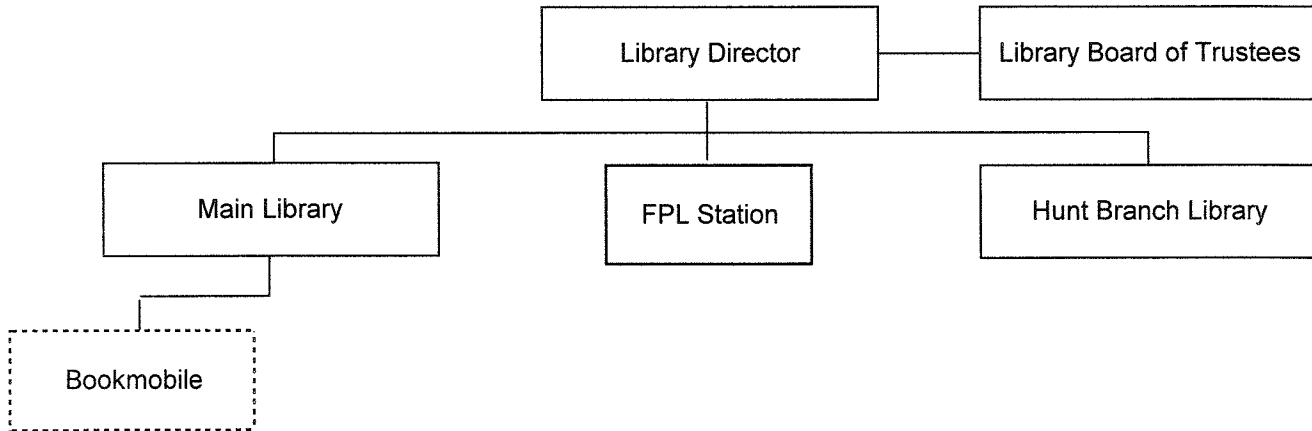 Library Director
Library Board of Trustees
Main Library
FPL Station
Hunt Branch Library
Bookmobile